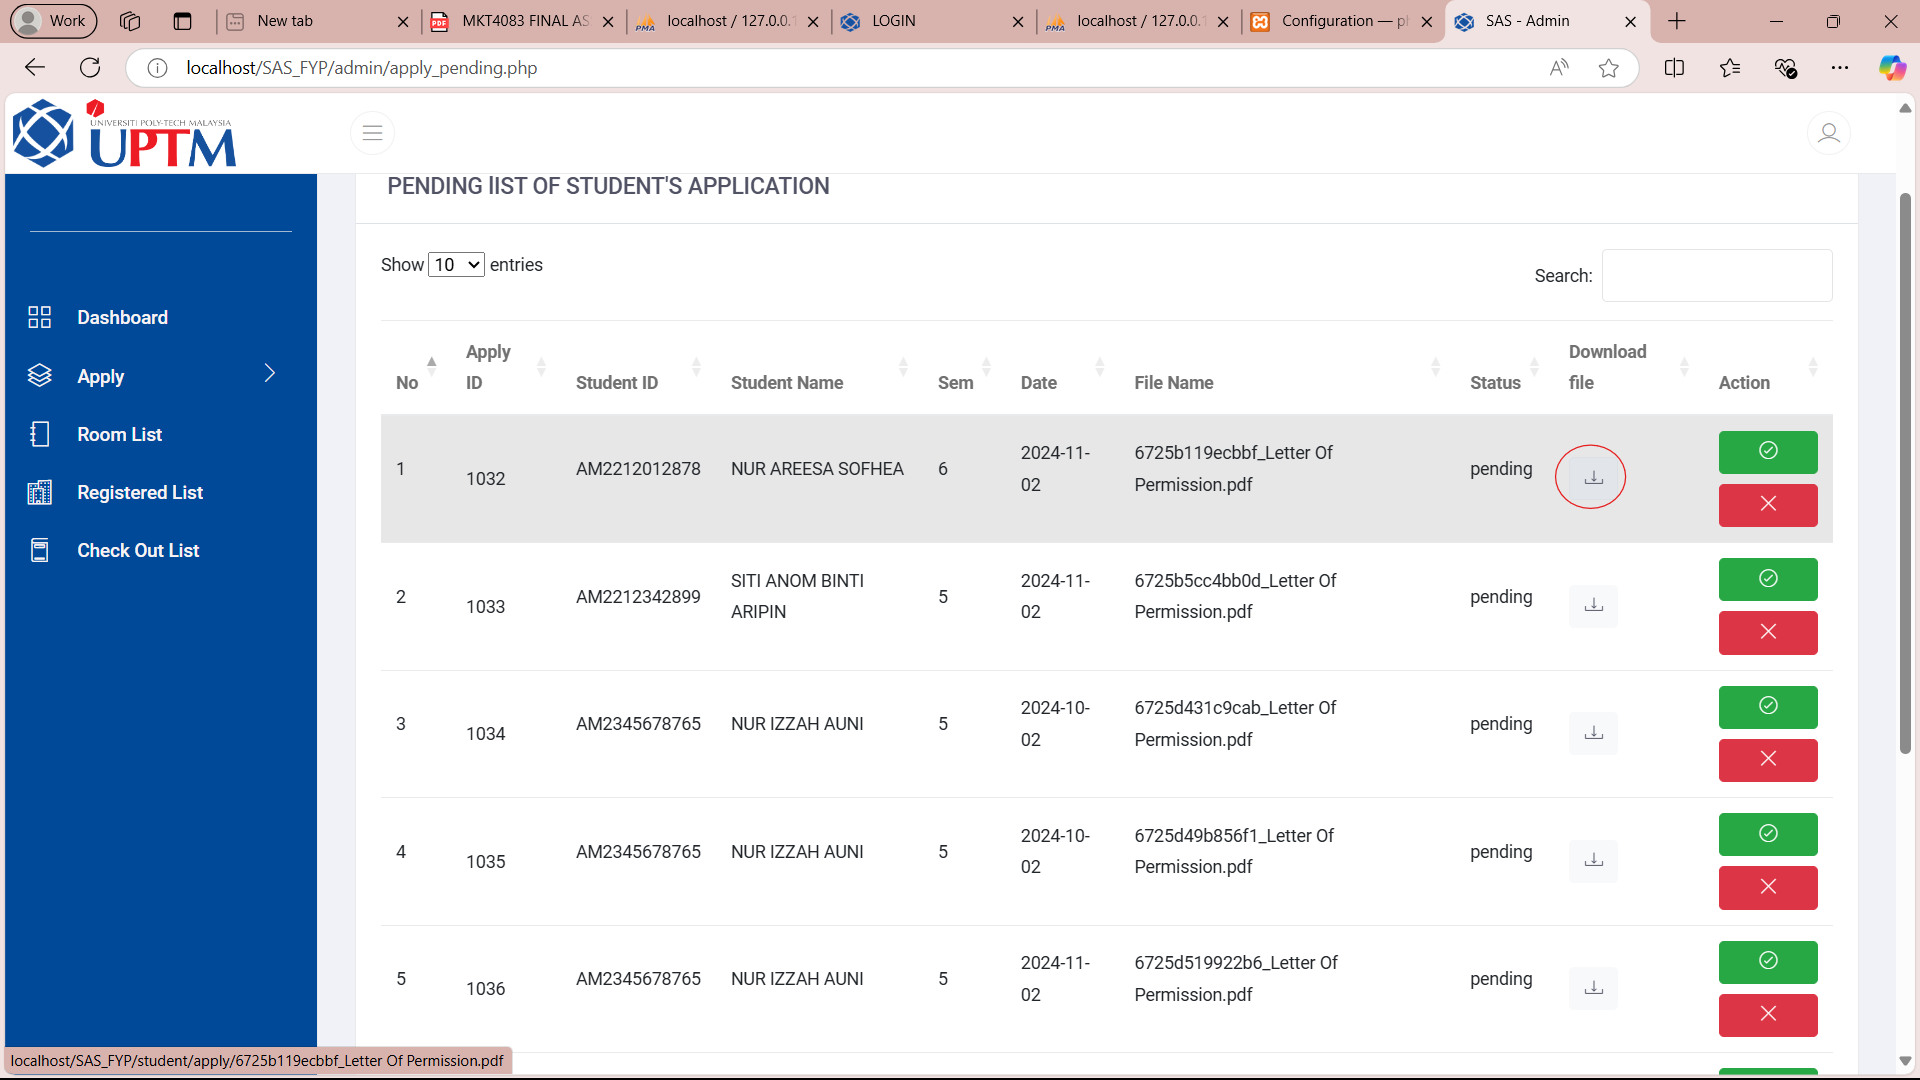 Work
New tab
MKT4083 FINAL AS
localhost / 127.0.0.1
LOGIN
localhost / 127.0.0.1
Configuration — ph
SAS - Admin
localhost/SAS_FYP/admin/apply_pending.php
UNIVERSITI POLY-TECH MALAYSIA
UPTM
Dashboard
Apply
Room List
Registered List
Check Out List
PENDING lIST OF STUDENT'S APPLICATION
Show 10 entries
Search:
No Apply ID Student ID Student Name Sem Date File Name Status Download file Action
1 1032 AM2212012878 NUR AREESA SOFHEA 6 2024-11-02 6725b119ecbbf_Letter Of Permission.pdf pending
2 1033 AM2212342899 SITI ANOM BINTI ARIPIN 5 2024-11-02 6725b5cc4bb0d_Letter Of Permission.pdf pending
3 1034 AM2345678765 NUR IZZAH AUNI 5 2024-10-02 6725d431c9cab_Letter Of Permission.pdf pending
4 1035 AM2345678765 NUR IZZAH AUNI 5 2024-10-02 6725d49b856f1_Letter Of Permission.pdf pending
5 1036 AM2345678765 NUR IZZAH AUNI 5 2024-11-02 6725d519922b6_Letter Of Permission.pdf pending
localhost/SAS_FYP/student/apply/6725b119ecbbf_Letter Of Permission.pdf